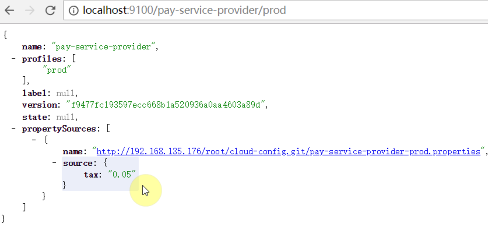 localhost:9100/pay-service-provider/prod
{
name: "pay-service-provider",
- profiles: [
"prod"
],
label: null,
version: "f9477fc193597ecc668b1a520936a0aa4603a89d",
state: null,
- propertySources: [
- {
name: "http://192.168.135.176/root/cloud-config.git/pay-service-provider-prod.properties",
- source: {
tax: "0.05"
}
}
]
}